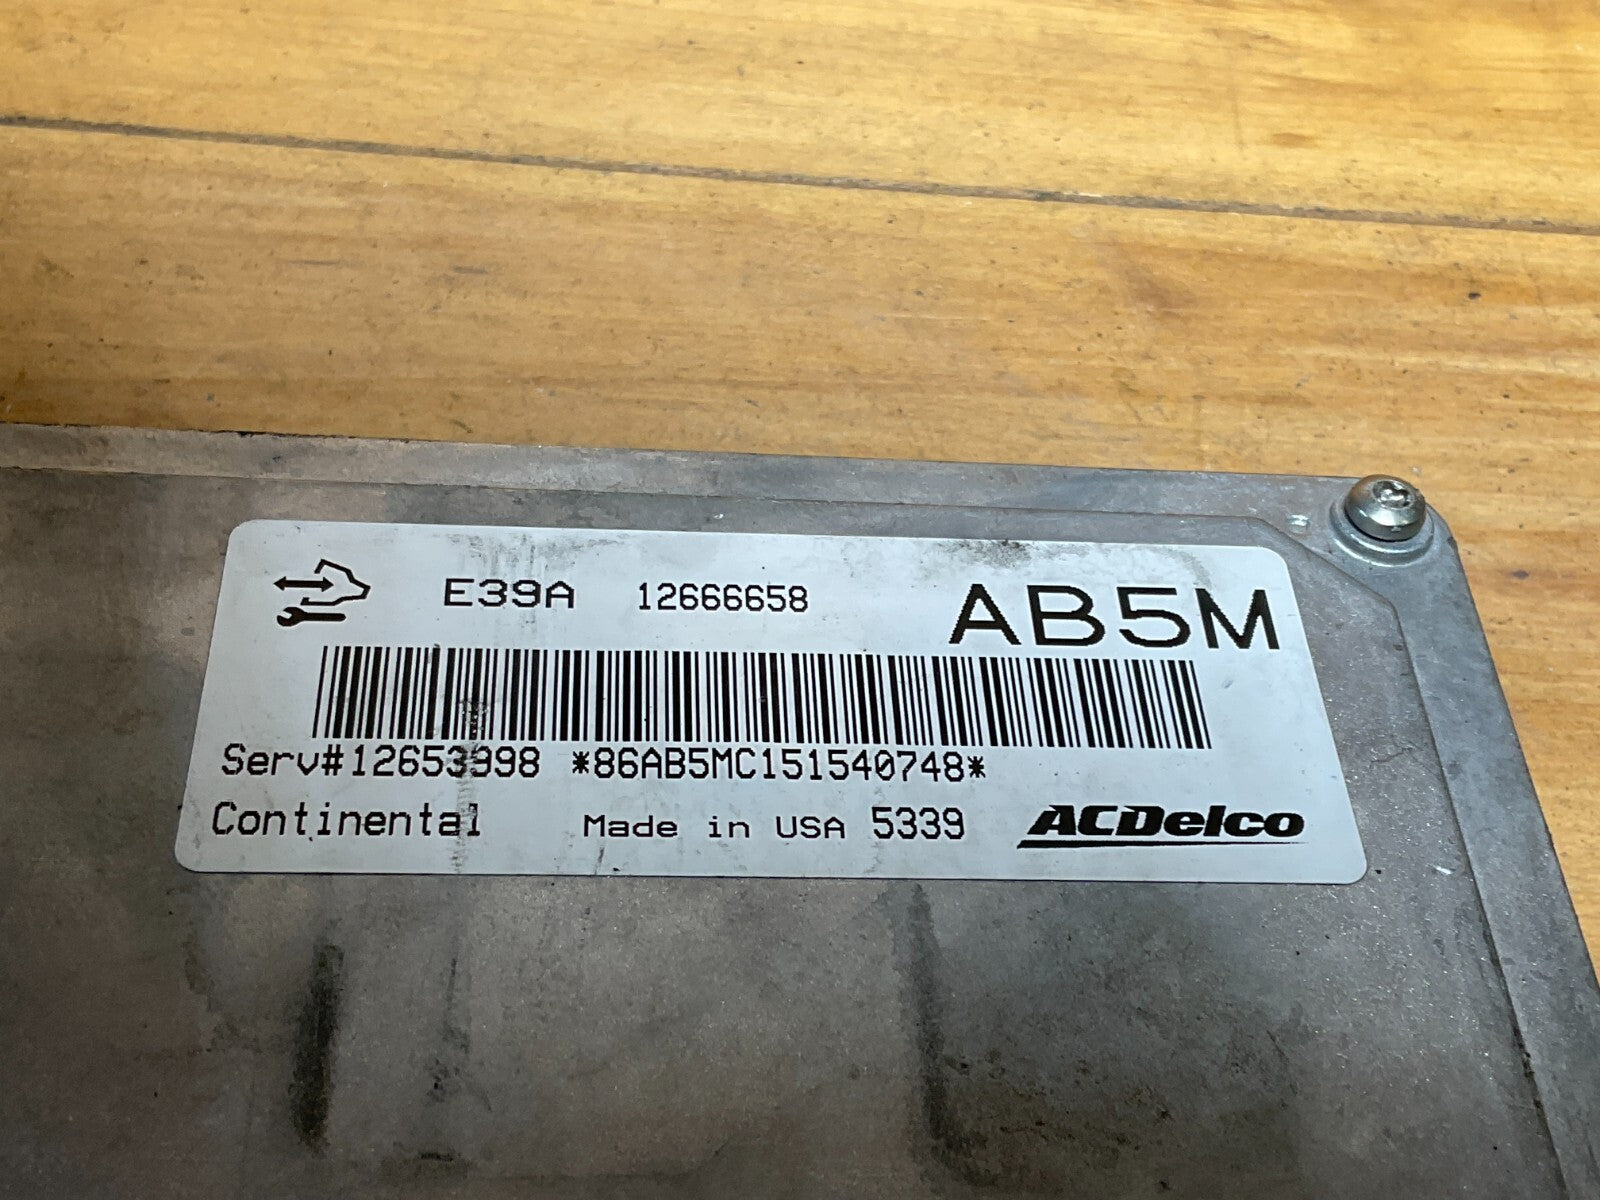 E39A 12666658 AB5M
Serv#12653998 *86AB5MC151540748*
Continental Made in USA 5339 ACDelco